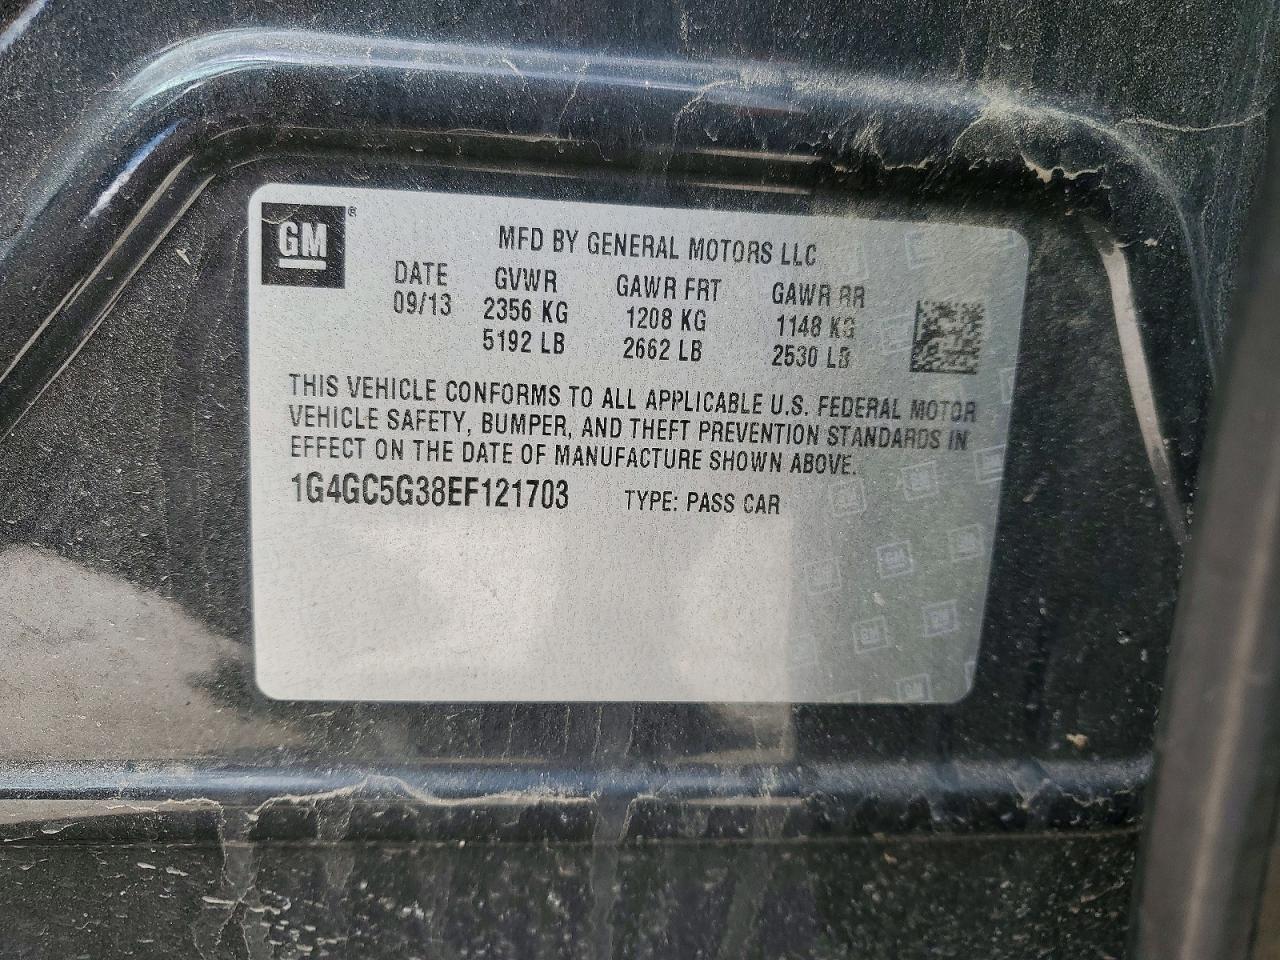 GM®
MFD BY GENERAL MOTORS LLC
DATE GVWR GAWR FRT GAWR RR
09/13 2356 KG 1208 KG 1148 KG
5192 LB 2662 LB 2530 LB
THIS VEHICLE CONFORMS TO ALL APPLICABLE U.S. FEDERAL MOTOR
VEHICLE SAFETY, BUMPER, AND THEFT PREVENTION STANDARDS IN
EFFECT ON THE DATE OF MANUFACTURE SHOWN ABOVE.
1G4GC5G38EF121703 TYPE: PASS CAR